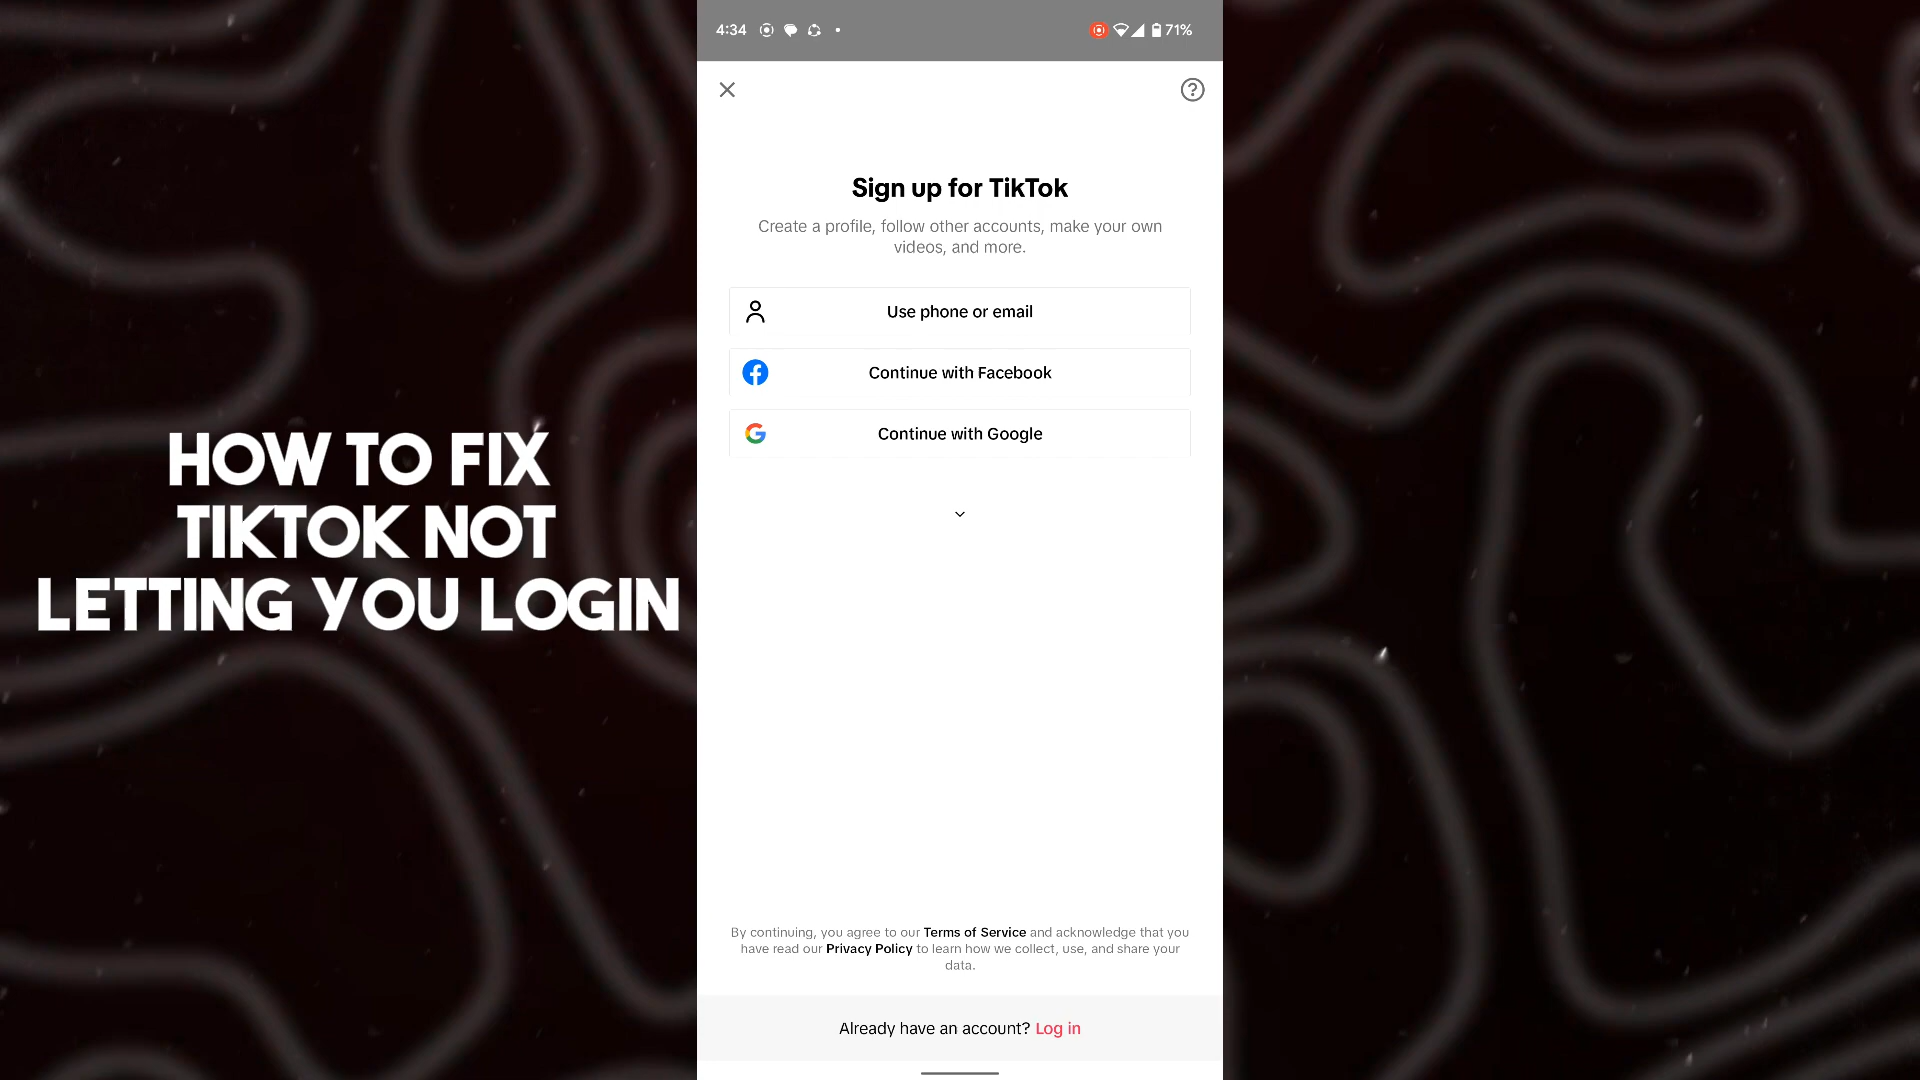 4:34
71%
Sign up for TikTok
Create a profile, follow other accounts, make your own
videos, and more.
Use phone or email
Continue with Facebook
Continue with Google
HOW TO FIX
TIKTOK NOT
LETTING YOU LOGIN
By continuing, you agree to our Terms of Service and acknowledge that you
have read our Privacy Policy to learn how we collect, use, and share your
data.
Already have an account? Log in